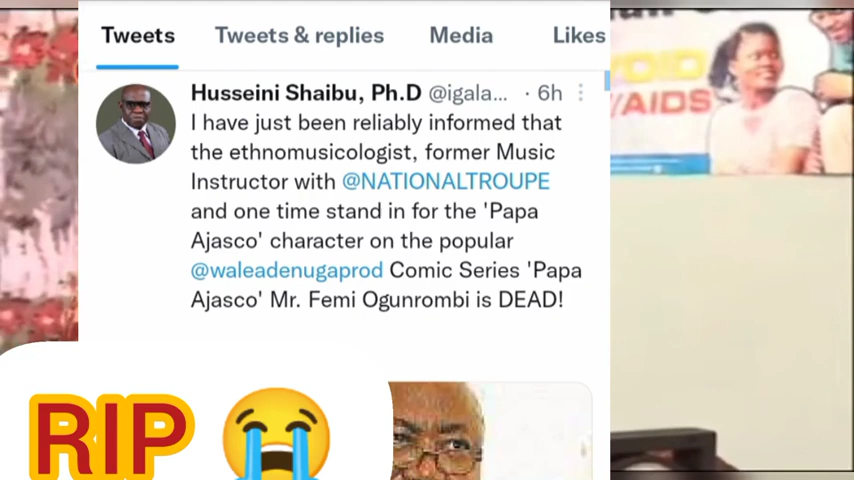 Tweets Tweets & replies Media Likes
Husseini Shaibu, Ph.D @igala... · 6h
I have just been reliably informed that
the ethnomusicologist, former Music
Instructor with @NATIONALTROUPE
and one time stand in for the 'Papa
Ajasco' character on the popular
@waleadenugaprod Comic Series 'Papa
Ajasco' Mr. Femi Ogunrombi is DEAD!
RIP
/AIDS